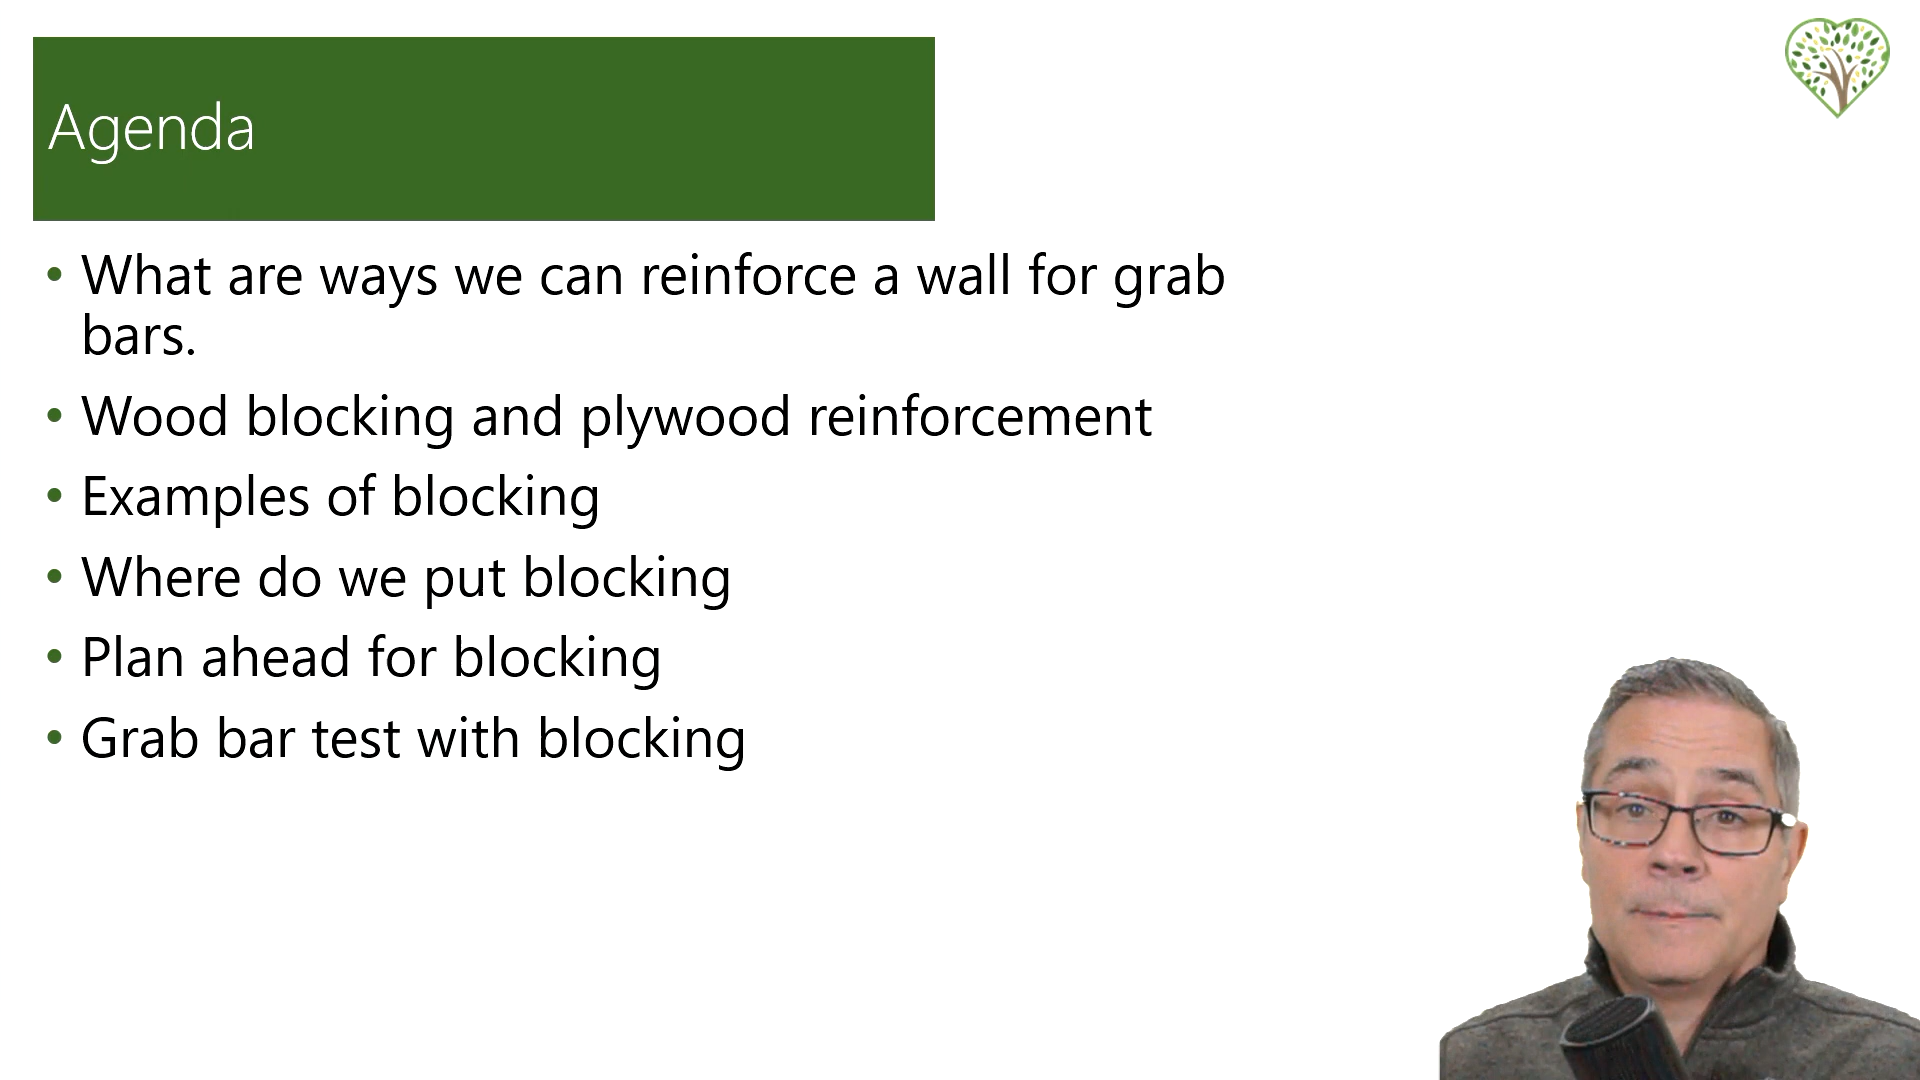 Agenda
• What are ways we can reinforce a wall for grab
bars.
• Wood blocking and plywood reinforcement
• Examples of blocking
• Where do we put blocking
• Plan ahead for blocking
• Grab bar test with blocking